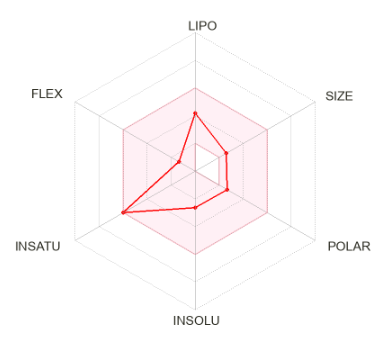 LIPO
FLEX
SIZE
INSATU
POLAR
INSOLU